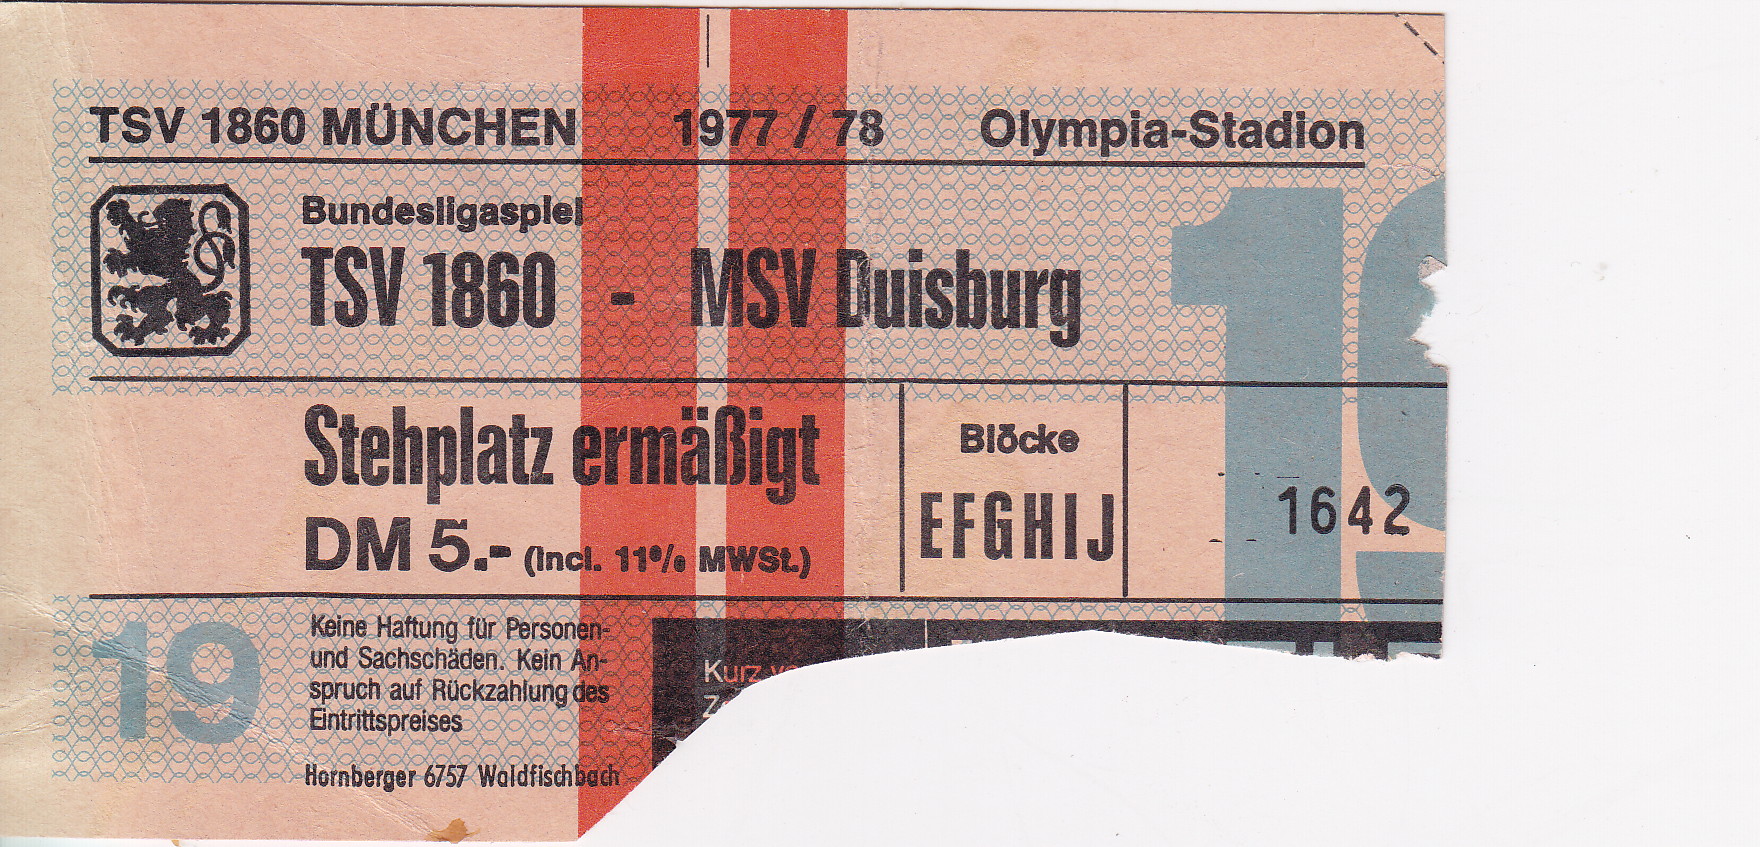 TSV 1860 MÜNCHEN 1977 / 78 Olympia-Stadion
Bundesligaspiel
TSV 1860 - MSV Duisburg
19
Stehplatz ermäßigt
DM 5.- (incl. 11% MWSt.)
Blöcke
EFGHIJ
1642
19
Keine Haftung für Personen-
und Sachschäden. Kein An-
spruch auf Rückzahlung des
Eintrittspreises
Hornberger 6757 Waldfischbach
Kurz